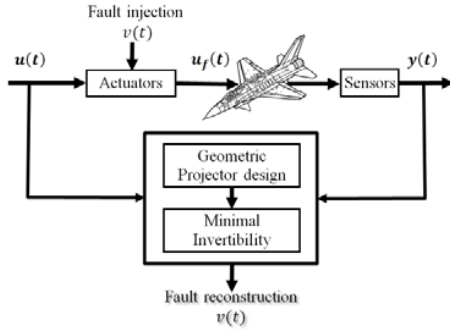 Fault injection
v(t)
u(t)
u_f(t)
y(t)
Actuators
Sensors
Geometric
Projector design
Minimal
Invertibility
Fault reconstruction
v(t)